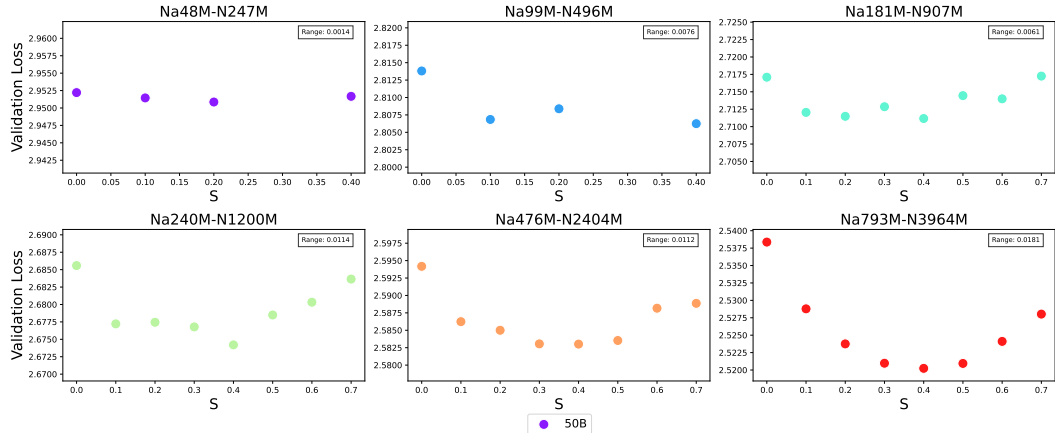 Na48M-N247M
Validation Loss
2.9600
2.9575
2.9550
2.9525
2.9500
2.9475
2.9450
2.9425
Range: 0.0014
0.00 0.05 0.10 0.15 0.20 0.25 0.30 0.35 0.40
S
Na99M-N496M
2.8200
2.8175
2.8150
2.8125
2.8100
2.8075
2.8050
2.8025
2.8000
Range: 0.0076
0.00 0.05 0.10 0.15 0.20 0.25 0.30 0.35 0.40
S
Na181M-N907M
2.7250
2.7225
2.7200
2.7175
2.7150
2.7125
2.7100
2.7075
2.7050
Range: 0.0061
0.0 0.1 0.2 0.3 0.4 0.5 0.6 0.7
S
Na240M-N1200M
Validation Loss
2.6900
2.6875
2.6850
2.6825
2.6800
2.6775
2.6750
2.6725
2.6700
Range: 0.0114
0.0 0.1 0.2 0.3 0.4 0.5 0.6 0.7
S
Na476M-N2404M
2.5975
2.5950
2.5925
2.5900
2.5875
2.5850
2.5825
2.5800
Range: 0.0112
0.0 0.1 0.2 0.3 0.4 0.5 0.6 0.7
S
Na793M-N3964M
2.5400
2.5375
2.5350
2.5325
2.5300
2.5275
2.5250
2.5225
2.5200
Range: 0.0181
0.0 0.1 0.2 0.3 0.4 0.5 0.6 0.7
S
50B